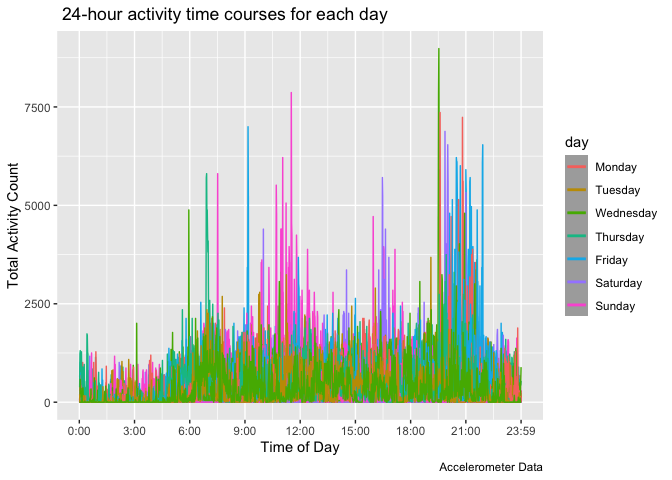 24-hour activity time courses for each day
Total Activity Count
7500
5000
2500
0
0:00 3:00 6:00 9:00 12:00 15:00 18:00 21:00 23:59
Time of Day
Accelerometer Data
day
Monday
Tuesday
Wednesday
Thursday
Friday
Saturday
Sunday